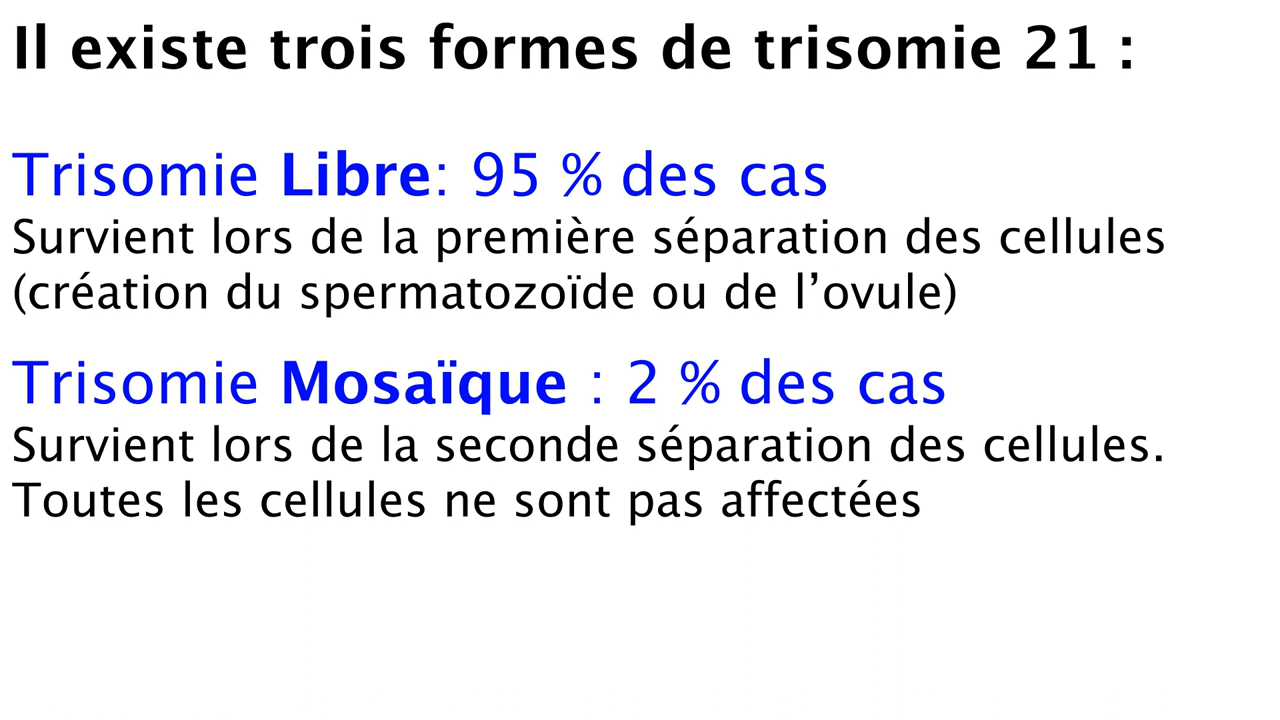 Il existe trois formes de trisomie 21 :
Trisomie Libre: 95 % des cas
Survient lors de la première séparation des cellules
(création du spermatozoïde ou de l’ovule)
Trisomie Mosaïque : 2 % des cas
Survient lors de la seconde séparation des cellules.
Toutes les cellules ne sont pas affectées